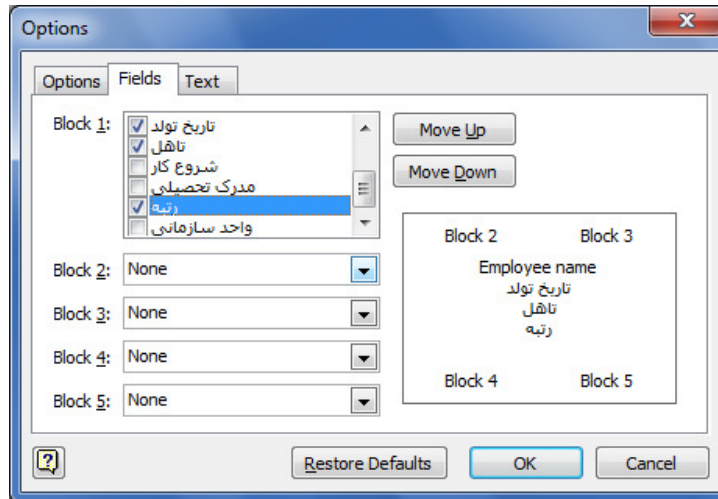 Options
Options Fields Text
Block 1:
تاریخ تولد
تاهل
شروع کار
مدرک تحصیلی
رتبه
واحد سازمانی
Move Up
Move Down
Block 2: None
Block 3: None
Block 4: None
Block 5: None
Block 2 Block 3
Employee name
تاریخ تولد
تاهل
رتبه
Block 4 Block 5
Restore Defaults OK Cancel